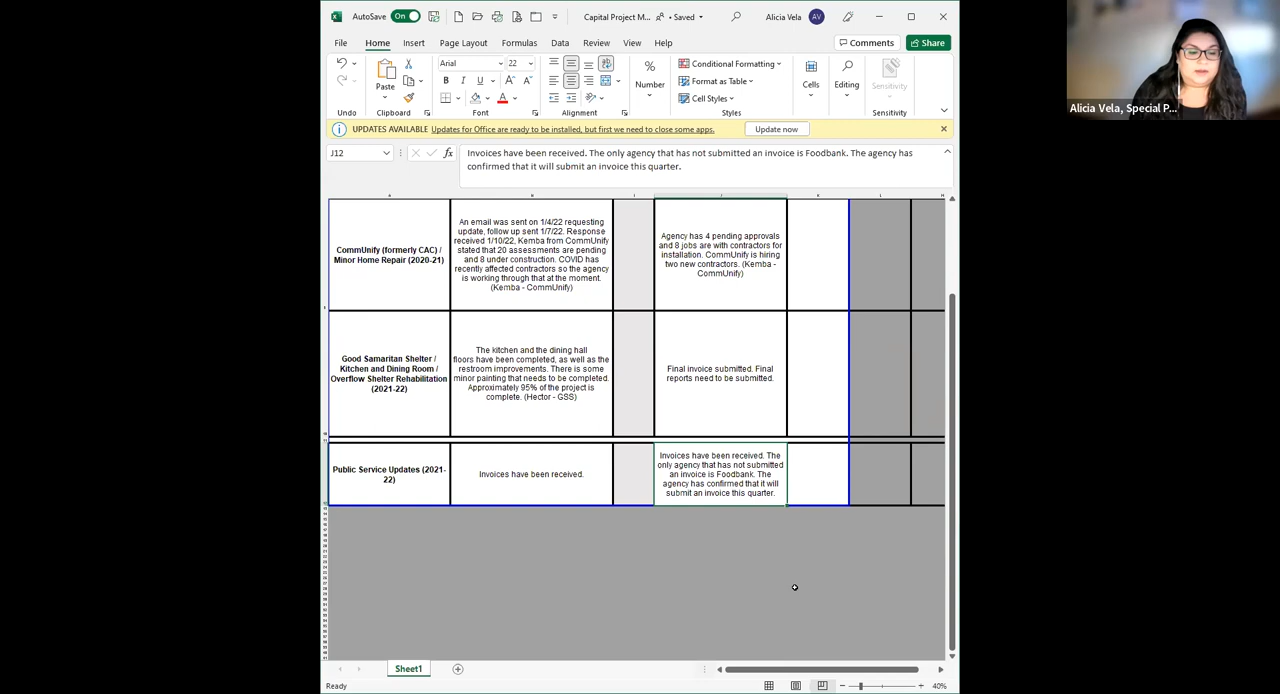 AutoSave On Capital Project M... • Saved Alicia Vela AV
File Home Insert Page Layout Formulas Data Review View Help Comments Share
Arial 22
Paste B I U A A Number Conditional Formatting Format as Table Cell Styles Cells Editing Sensitivity
Undo Clipboard Font Alignment Styles Sensitivity
UPDATES AVAILABLE Updates for Office are ready to be installed, but first we need to close some apps. Update now
J12 fx Invoices have been received. The only agency that has not submitted an invoice is Foodbank. The agency has
confirmed that it will submit an invoice this quarter.
CommUnify (formerly CAC) /
Minor Home Repair (2020-21)
An email was sent on 1/4/22 requesting
update, follow up sent 1/7/22. Response
received 1/10/22, Kemba from CommUnify
stated that 20 assessments are pending
and 8 under construction. COVID has
recently affected contractors so the agency
is working through that at the moment.
(Kemba - CommUnify)
Agency has 4 pending approvals
and 8 jobs are with contractors for
installation. CommUnify is hiring
two new contractors. (Kemba -
CommUnify)
Good Samaritan Shelter /
Kitchen and Dining Room /
Overflow Shelter Rehabilitation
(2021-22)
The kitchen and the dining hall
floors have been completed, as well as the
restroom improvements. There is some
minor painting that needs to be completed.
Approximately 95% of the project is
complete. (Hector - GSS)
Final invoice submitted. Final
reports need to be submitted.
Public Service Updates (2021-
22)
Invoices have been received.
Invoices have been received. The
only agency that has not submitted
an invoice is Foodbank. The
agency has confirmed that it will
submit an invoice this quarter.
Sheet1
Ready 40%
Alicia Vela, Special P...